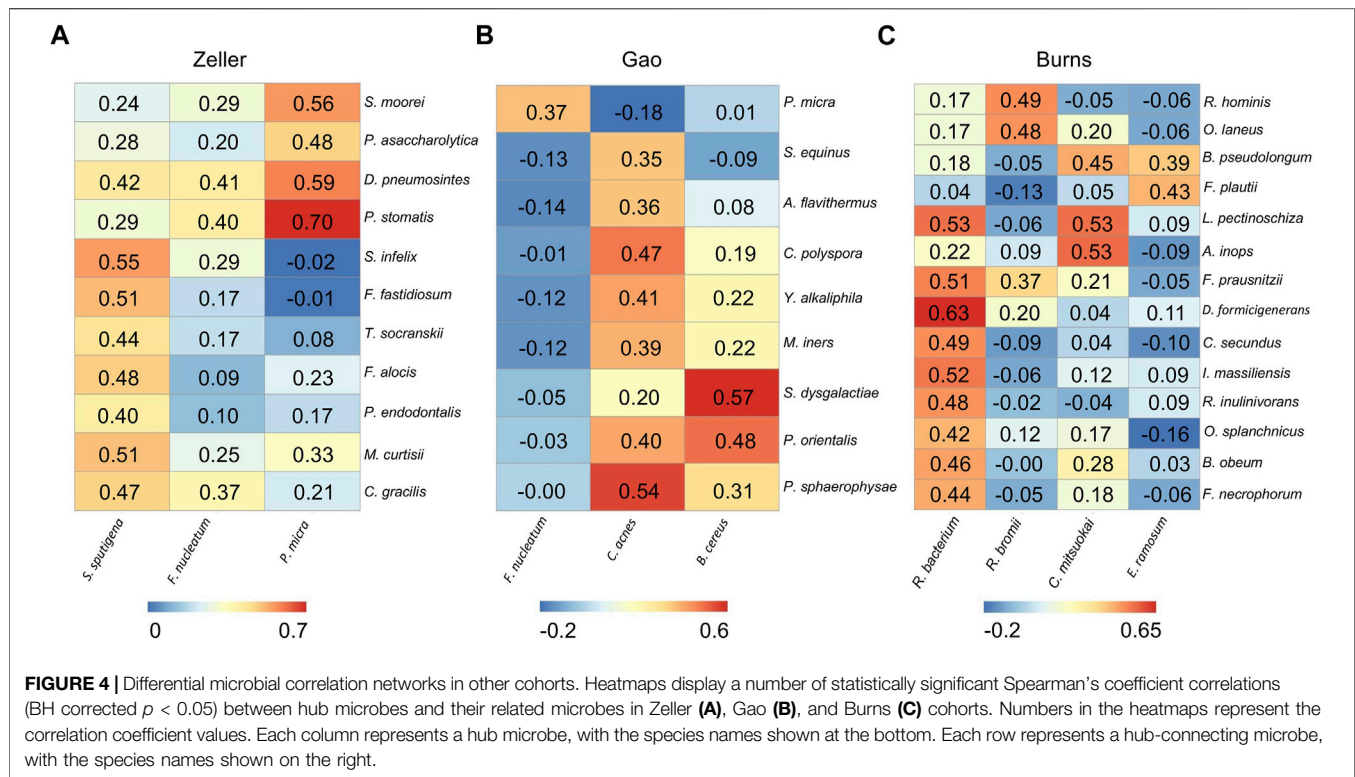 A
Zeller
0.24 0.29 0.56 S. moorei
0.28 0.20 0.48 P. asaccharolytica
0.42 0.41 0.59 D. pneumosintes
0.29 0.40 0.70 P. stomatis
0.55 0.29 -0.02 S. infelix
0.51 0.17 -0.01 F. fastidiosum
0.44 0.17 0.08 T. socranskii
0.48 0.09 0.23 F. alocis
0.40 0.10 0.17 P. endodontalis
0.51 0.25 0.33 M. curtisii
0.47 0.37 0.21 C. gracilis
S. sputigena F. nucleatum P. micra
0 0.7
B
Gao
0.37 -0.18 0.01 P. micra
-0.13 0.35 -0.09 S. equinus
-0.14 0.36 0.08 A. flavithermus
-0.01 0.47 0.19 C. polyspora
-0.12 0.41 0.22 Y. alkaliphila
-0.12 0.39 0.22 M. iners
-0.05 0.20 0.57 S. dysgalactiae
-0.03 0.40 0.48 P. orientalis
-0.00 0.54 0.31 P. sphaerophysae
F. nucleatum C. acnes B. cereus
-0.2 0.6
C
Burns
0.17 0.49 -0.05 -0.06 R. hominis
0.17 0.48 0.20 -0.06 O. laneus
0.18 -0.05 0.45 0.39 B. pseudolongum
0.04 -0.13 0.05 0.43 F. plautii
0.53 -0.06 0.53 0.09 L. pectinoschiza
0.22 0.09 0.53 -0.09 A. inops
0.51 0.37 0.21 -0.05 F. prausnitzii
0.63 0.20 0.04 0.11 D. formicigenerans
0.49 -0.09 0.04 -0.10 C. secundus
0.52 -0.06 0.12 0.09 I. massiliensis
0.48 -0.02 -0.04 0.09 R. inulinivorans
0.42 0.12 0.17 -0.16 O. splanchnicus
0.46 -0.00 0.28 0.03 B. obeum
0.44 -0.05 0.18 -0.06 F. necrophorum
R. bacterium R. bromii C. mitsuokai E. ramosum
-0.2 0.65
FIGURE 4 | Differential microbial correlation networks in other cohorts. Heatmaps display a number of statistically significant Spearman's coefficient correlations
(BH corrected p < 0.05) between hub microbes and their related microbes in Zeller (A), Gao (B), and Burns (C) cohorts. Numbers in the heatmaps represent the
correlation coefficient values. Each column represents a hub microbe, with the species names shown at the bottom. Each row represents a hub-connecting microbe,
with the species names shown on the right.